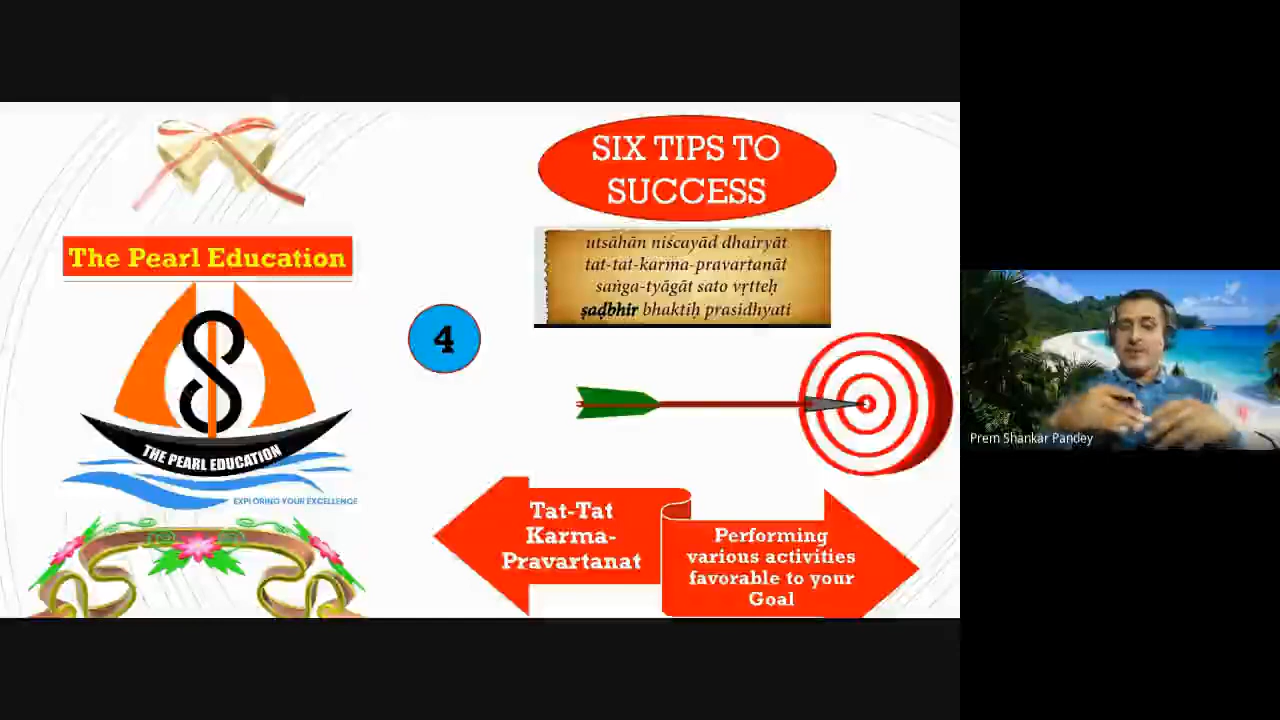 SIX TIPS TO
SUCCESS
utsāhān niścayād dhairyāt
tat-tat-karma-pravartanāt
saṅga-tyāgāt sato vṛtteḥ
ṣaḍbhir bhaktiḥ prasidhyati
The Pearl Education
4
S
THE PEARL EDUCATION
EXPLORING YOUR EXCELLENCE
Tat-Tat
Karma-
Pravartanat
Performing
various activities
favorable to your
Goal
Prem Shankar Pandey